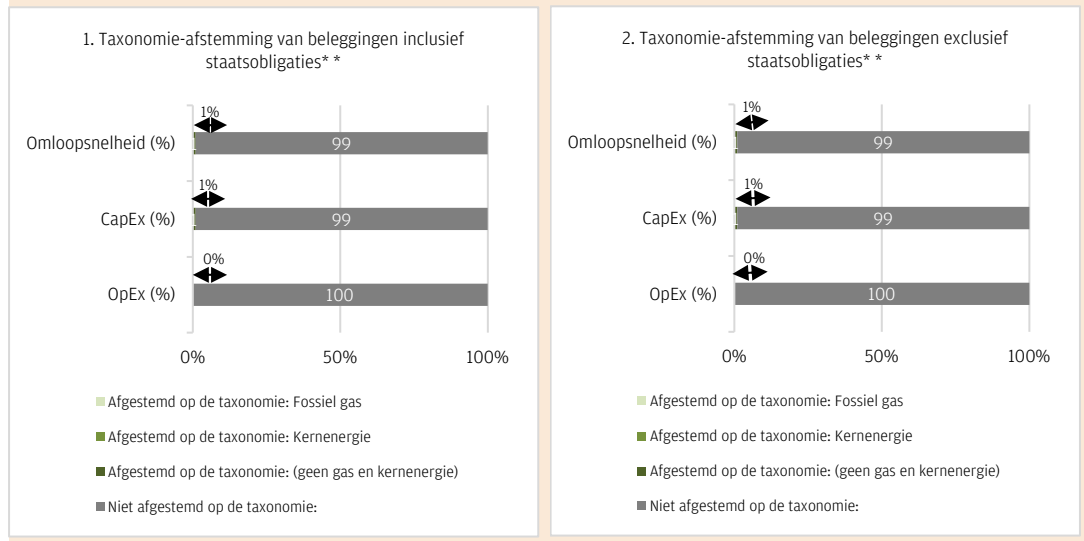 1. Taxonomie-afstemming van beleggingen inclusief
staatsobligaties* *
1%
Omloopsnelheid (%)
99
1%
CapEx (%)
99
0%
OpEx (%)
100
0%
50%
100%
Afgestemd op de taxonomie: Fossiel gas
Afgestemd op de taxonomie: Kernenergie
Afgestemd op de taxonomie: (geen gas en kernenergie)
Niet afgestemd op de taxonomie:
2. Taxonomie-afstemming van beleggingen exclusief
staatsobligaties* *
1%
Omloopsnelheid (%)
99
1%
CapEx (%)
99
0%
OpEx (%)
100
0%
50%
100%
Afgestemd op de taxonomie: Fossiel gas
Afgestemd op de taxonomie: Kernenergie
Afgestemd op de taxonomie: (geen gas en kernenergie)
Niet afgestemd op de taxonomie: